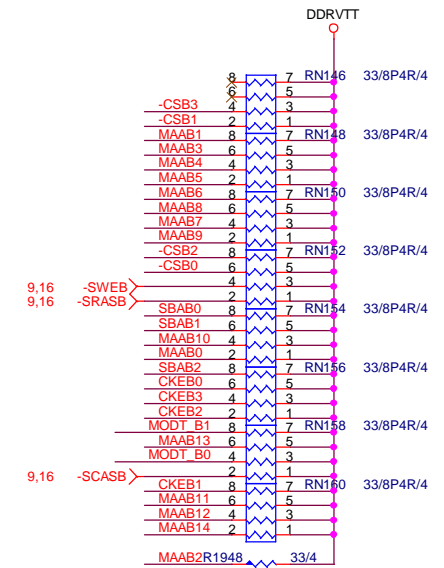 DDRVTT
8 7 RN146 33/8P4R/4
6 5
-CSB3 4 3
-CSB1 2 1
MAAB1 8 7 RN148 33/8P4R/4
MAAB3 6 5
MAAB4 4 3
MAAB5 2 1
MAAB6 8 7 RN150 33/8P4R/4
MAAB8 6 5
MAAB7 4 3
MAAB9 2 1
-CSB2 8 7 RN152 33/8P4R/4
-CSB0 6 5
9,16 -SWEB 4 3
9,16 -SRASB 2 1
SBAB0 8 7 RN154 33/8P4R/4
SBAB1 6 5
MAAB10 4 3
MAAB0 2 1
SBAB2 8 7 RN156 33/8P4R/4
CKEB0 6 5
CKEB3 4 3
CKEB2 2 1
MODT_B1 8 7 RN158 33/8P4R/4
MAAB13 6 5
MODT_B0 4 3
9,16 -SCASB 2 1
CKEB1 8 7 RN160 33/8P4R/4
MAAB11 6 5
MAAB12 4 3
MAAB14 2 1
MAAB2 R1948 33/4